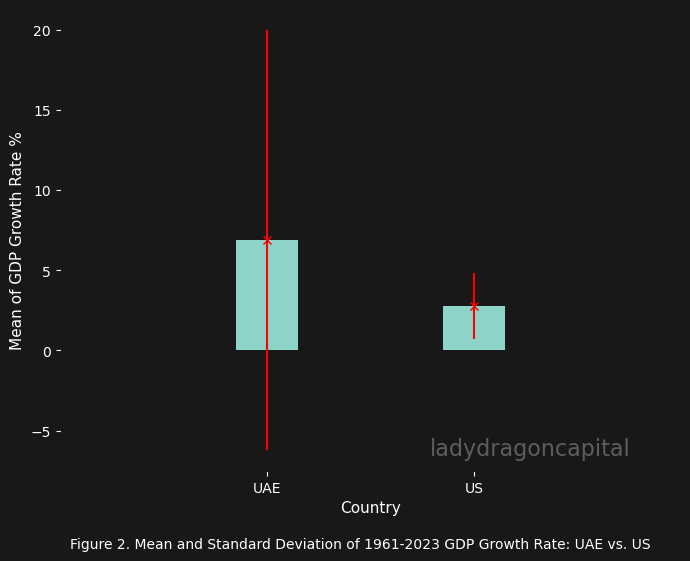 20
15
10
5
0
−5
Mean of GDP Growth Rate %
ladydragoncapital
UAE
US
Country
Figure 2. Mean and Standard Deviation of 1961-2023 GDP Growth Rate: UAE vs. US